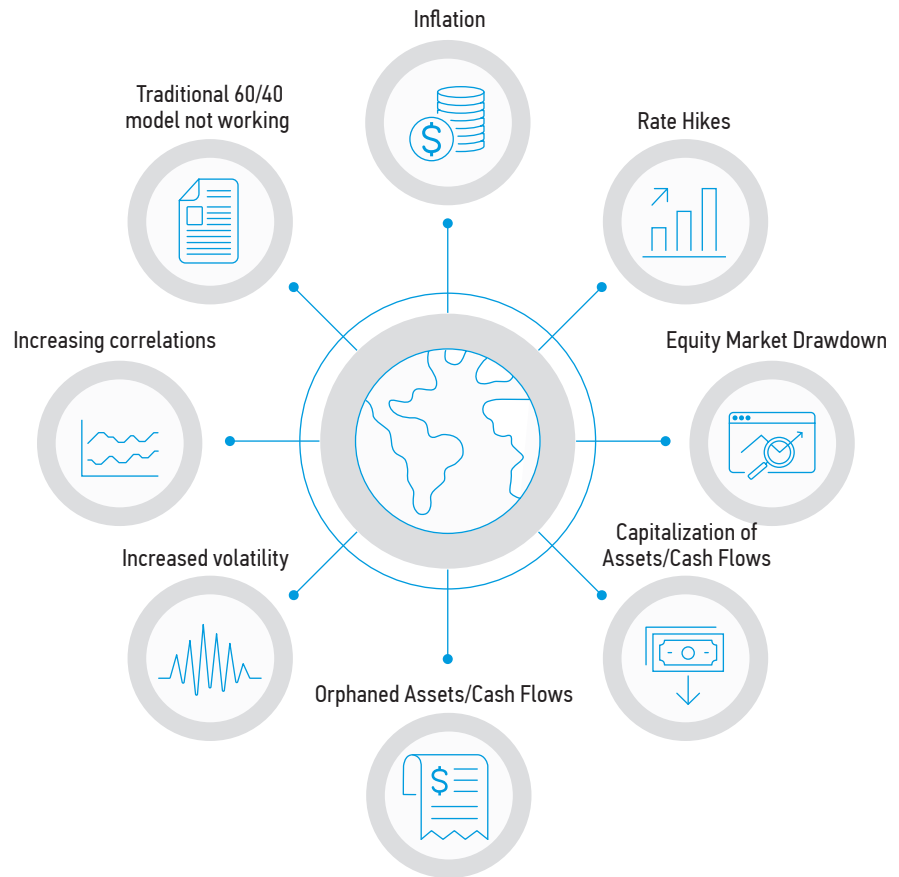 Inflation
Traditional 60/40
model not working
Rate Hikes
Increasing correlations
Equity Market Drawdown
$
Increased volatility
Capitalization of
Assets/Cash Flows
Orphaned Assets/Cash Flows
$